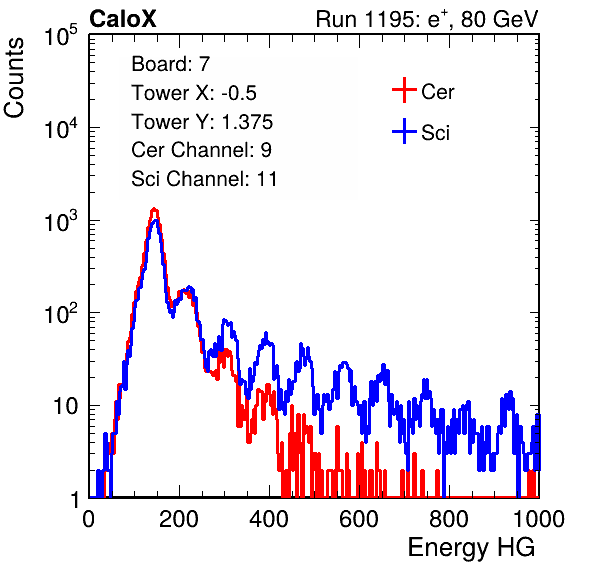 CaloX Run 1195: e⁺, 80 GeV
Board: 7
Tower X: -0.5
Tower Y: 1.375
Cer Channel: 9
Sci Channel: 11
Cer
Sci
Counts
10⁵
10⁴
10³
10²
10
1
0 200 400 600 800 1000
Energy HG